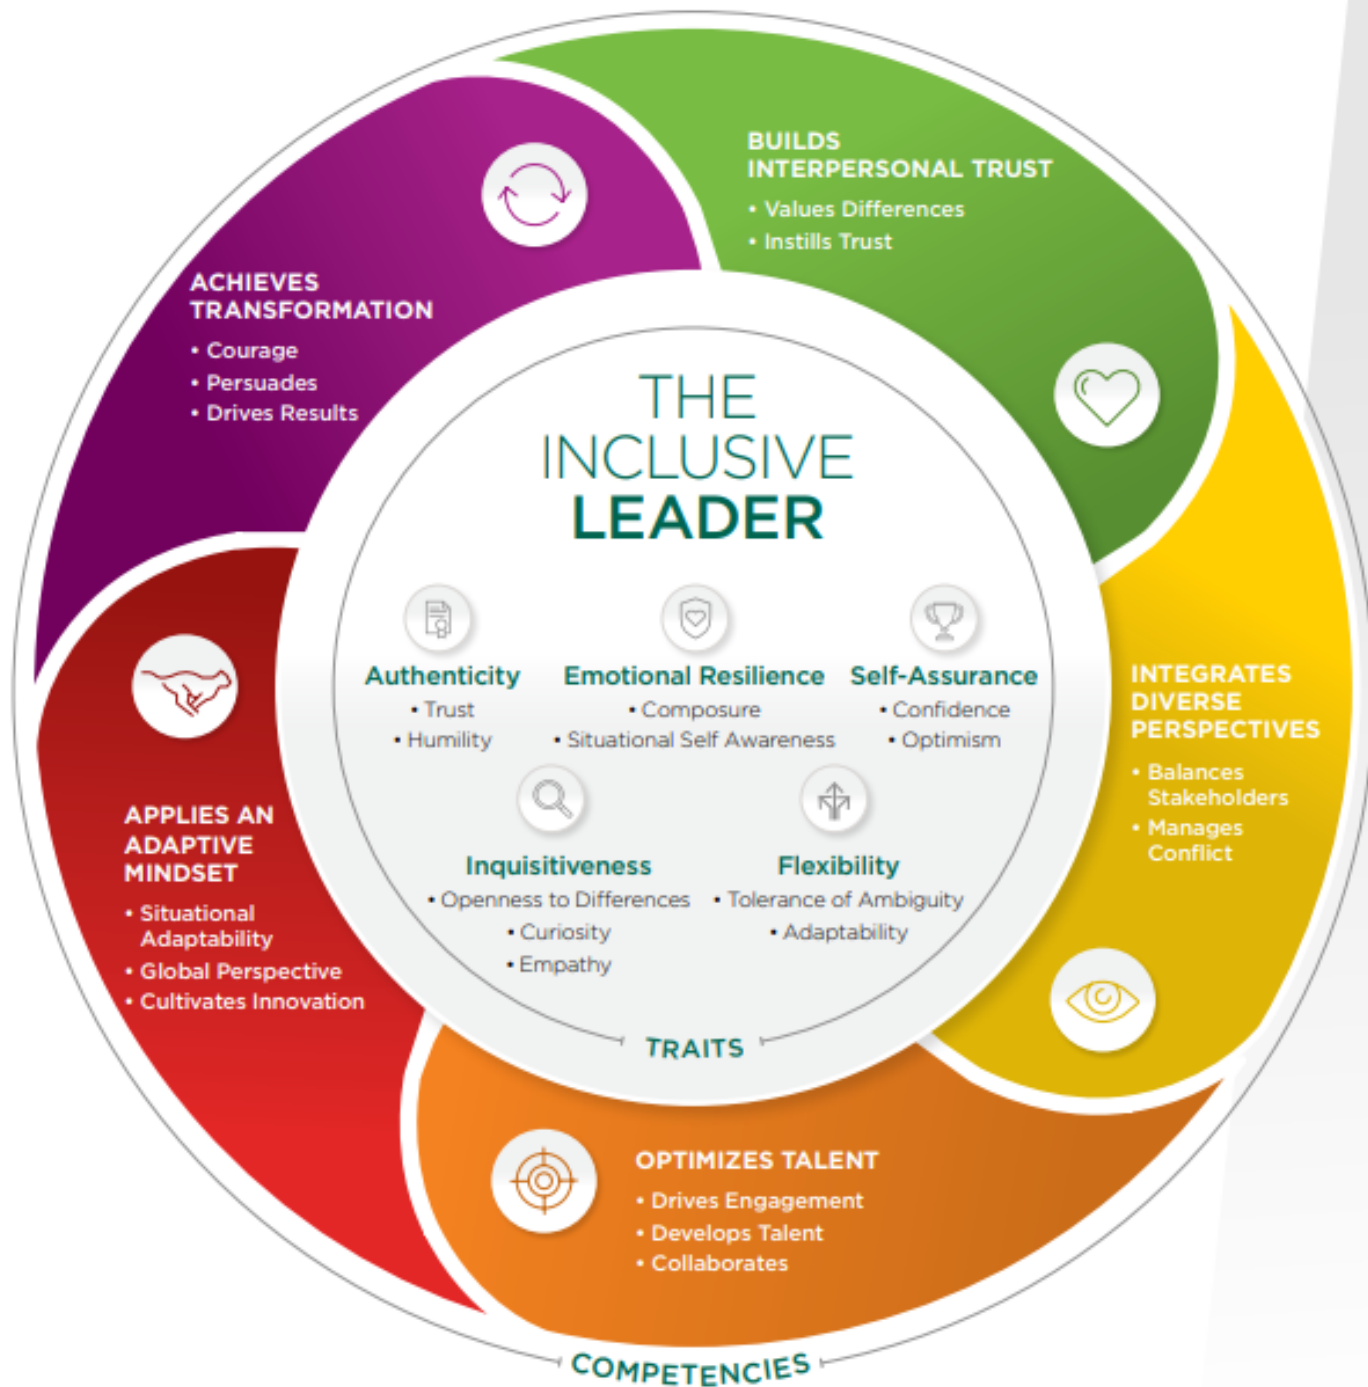 THE
INCLUSIVE
LEADER
Authenticity
• Trust
• Humility
Emotional Resilience
• Composure
• Situational Self Awareness
Self-Assurance
• Confidence
• Optimism
Inquisitiveness
• Openness to Differences
• Curiosity
• Empathy
Flexibility
• Tolerance of Ambiguity
• Adaptability
TRAITS
BUILDS
INTERPERSONAL TRUST
• Values Differences
• Instills Trust
INTEGRATES
DIVERSE
PERSPECTIVES
• Balances
Stakeholders
• Manages
Conflict
OPTIMIZES TALENT
• Drives Engagement
• Develops Talent
• Collaborates
APPLIES AN
ADAPTIVE
MINDSET
• Situational
Adaptability
• Global Perspective
• Cultivates Innovation
ACHIEVES
TRANSFORMATION
• Courage
• Persuades
• Drives Results
COMPETENCIES